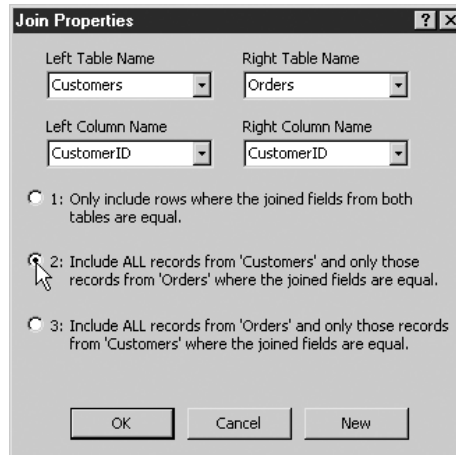 Join Properties
Left Table Name
Right Table Name
Customers
Orders
Left Column Name
Right Column Name
CustomerID
CustomerID
1: Only include rows where the joined fields from both
tables are equal.
2: Include ALL records from 'Customers' and only those
records from 'Orders' where the joined fields are equal.
3: Include ALL records from 'Orders' and only those records
from 'Customers' where the joined fields are equal.
OK
Cancel
New